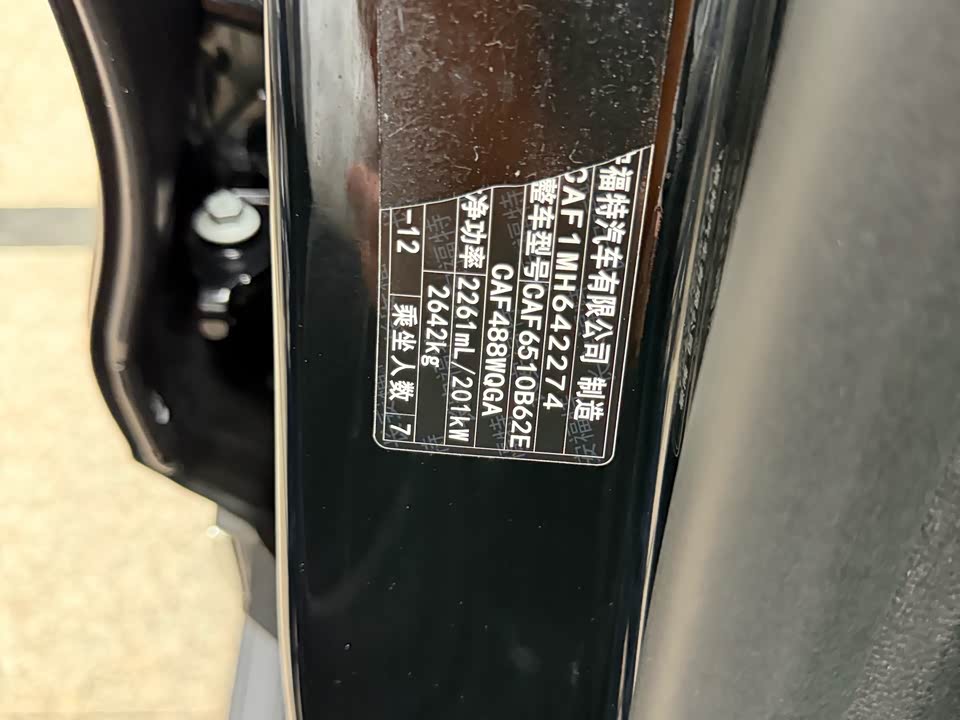 福特汽车有限公司 制造
CAF1MH642274
整车型号CAF6510B62E
CAF488WQGA
净功率 2261mL/201kW
2642kg
-12 乘坐人数 7